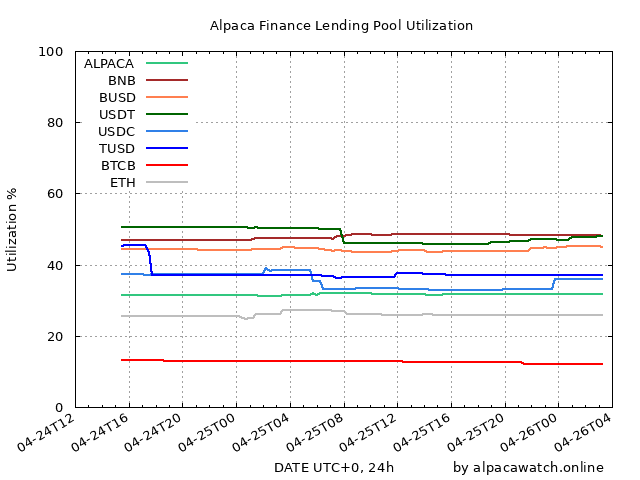 Alpaca Finance Lending Pool Utilization
Utilization %
100
80
60
40
20
0
ALPACA
BNB
BUSD
USDT
USDC
TUSD
BTCB
ETH
04-24T12
04-24T16
04-24T20
04-25T00
04-25T04
04-25T08
04-25T12
04-25T16
04-25T20
04-26T00
04-26T04
DATE UTC+0, 24h
by alpacawatch.online